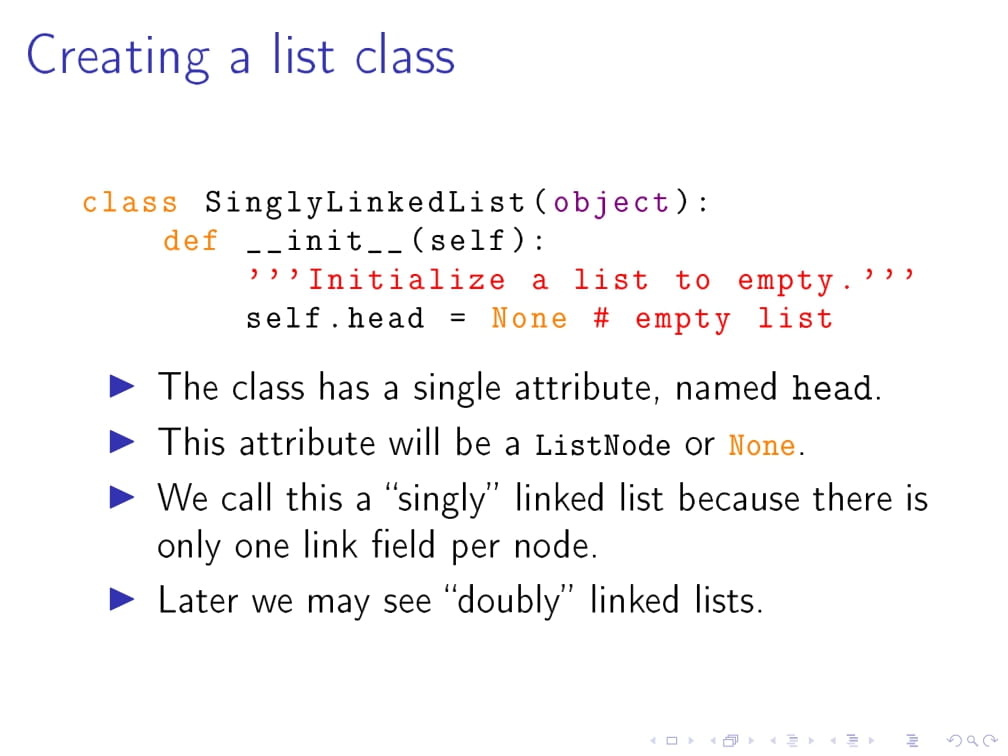 Creating a list class
class SinglyLinkedList(object):
    def __init__(self):
        '''Initialize a list to empty.'''
        self.head = None # empty list
▶ The class has a single attribute, named head.
▶ This attribute will be a ListNode or None.
▶ We call this a “singly” linked list because there is
only one link field per node.
▶ Later we may see “doubly” linked lists.